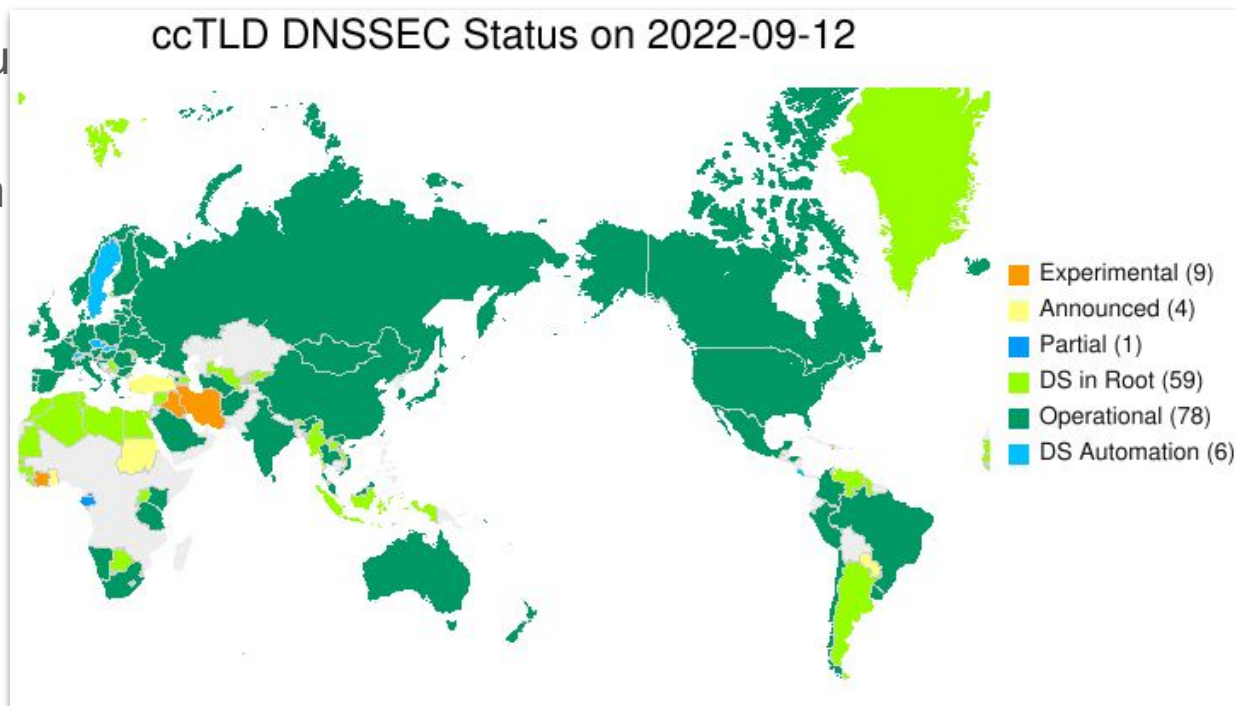 ccTLD DNSSEC Status on 2022-09-12
u
n
Experimental (9)
Announced (4)
Partial (1)
DS in Root (59)
Operational (78)
DS Automation (6)